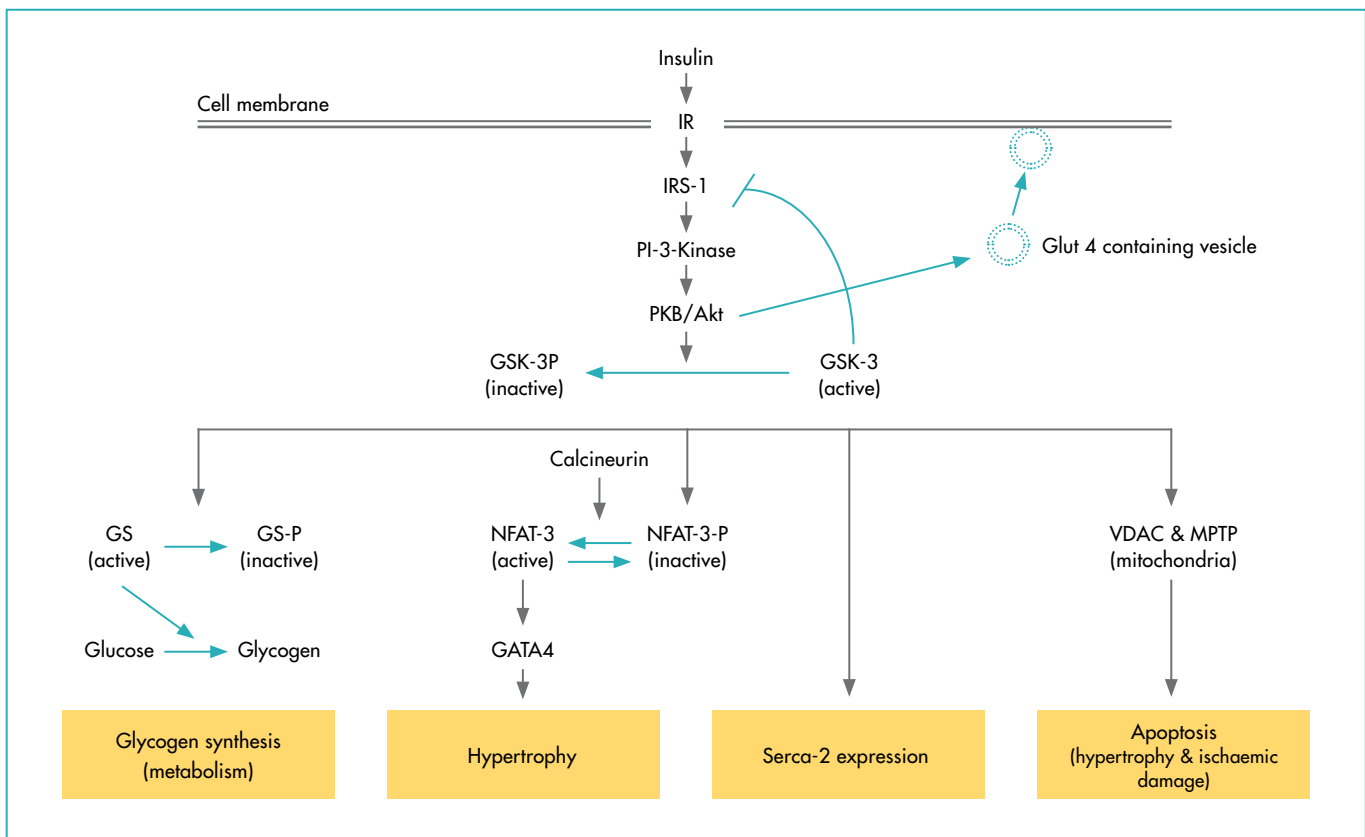 Insulin
Cell membrane
IR
IRS-1
PI-3-Kinase
Glut 4 containing vesicle
PKB/Akt
GSK-3P
(inactive)
GSK-3
(active)
Calcineurin
GS
(active)
GS-P
(inactive)
NFAT-3
(active)
NFAT-3-P
(inactive)
VDAC & MPTP
(mitochondria)
Glucose
Glycogen
GATA4
Glycogen synthesis
(metabolism)
Hypertrophy
Serca-2 expression
Apoptosis
(hypertrophy & ischaemic
damage)